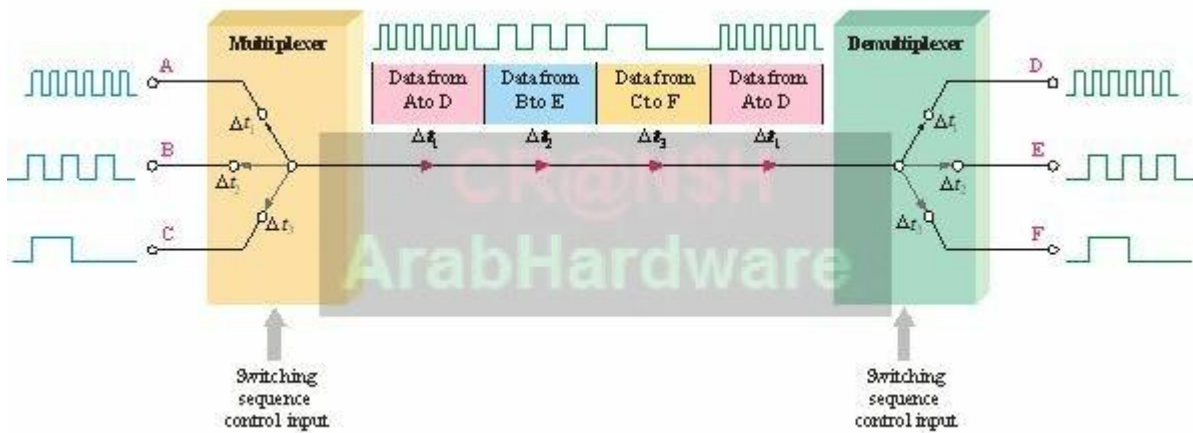 Multiplexer
Demultiplexer
A
D
Data from
A to D
Data from
B to E
Data from
C to F
Data from
A to D
Δt₁
Δt₁
Δt₁
Δt₂
Δt₃
Δt₁
B
E
Δt₂
Δt₂
CR@N$H
C
F
Δt₃
Δt₃
ArabHardware
Switching
sequence
control input
Switching
sequence
control input